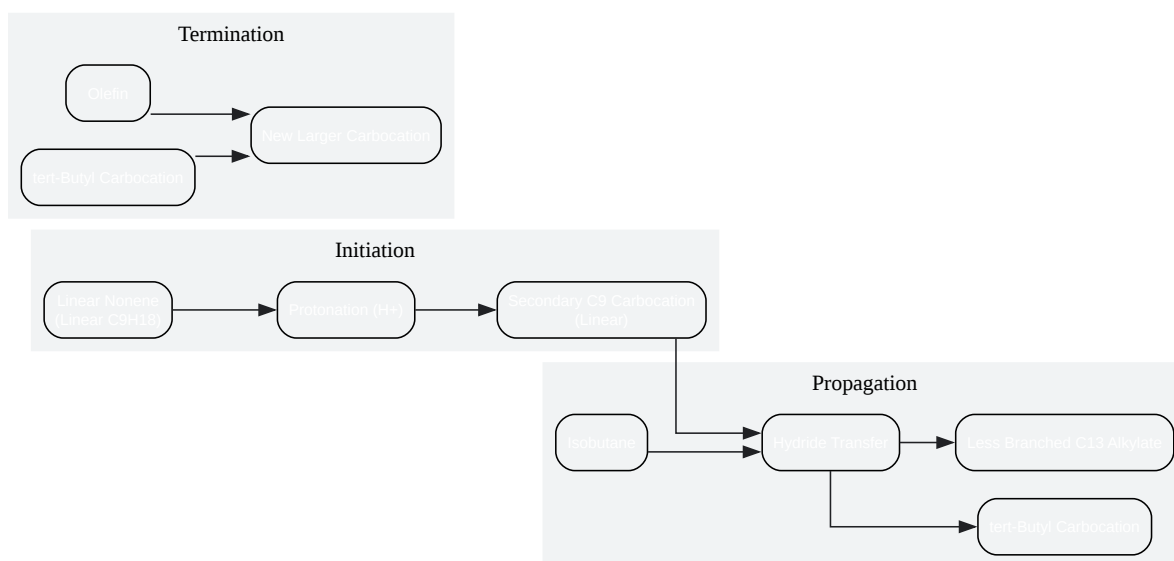 Termination
Olefin
New Larger Carbocation
tert-Butyl Carbocation
Initiation
Linear Nonene
(Linear C9H18)
Protonation (H+)
Secondary C9 Carbocation
(Linear)
Propagation
Isobutane
Hydride Transfer
Less Branched C13 Alkylate
tert-Butyl Carbocation